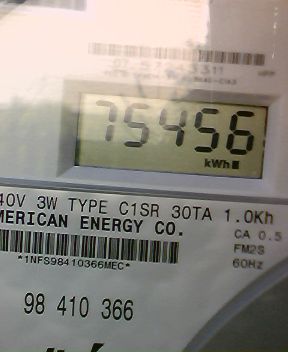 75456
kWh
40V 3W TYPE C1SR 30TA 1.0Kh
MERICAN ENERGY CO.
CA 0.5
FM2S
60Hz
*1NFS98410366MEC*
98 410 366